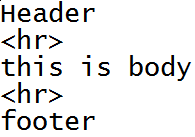 Header
<hr>
this is body
<hr>
footer